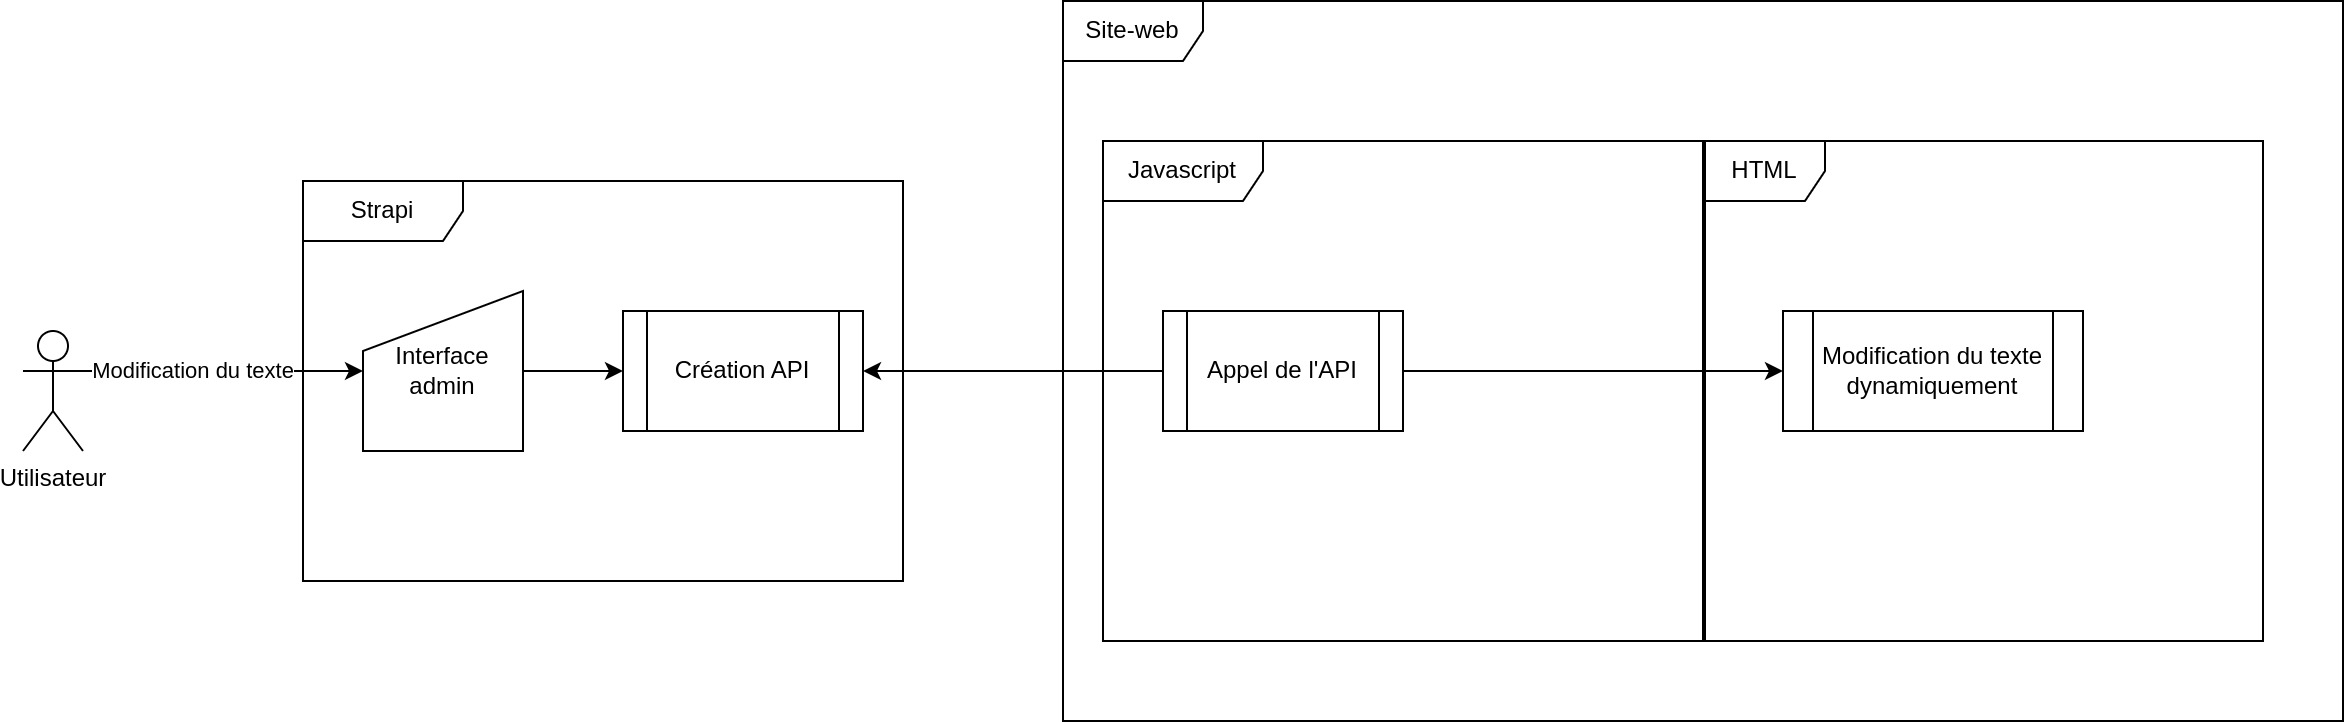 Site-web
Javascript
HTML
Strapi
Modification du texte
Interface
admin
Création API
Appel de l'API
Modification du texte
dynamiquement
Utilisateur